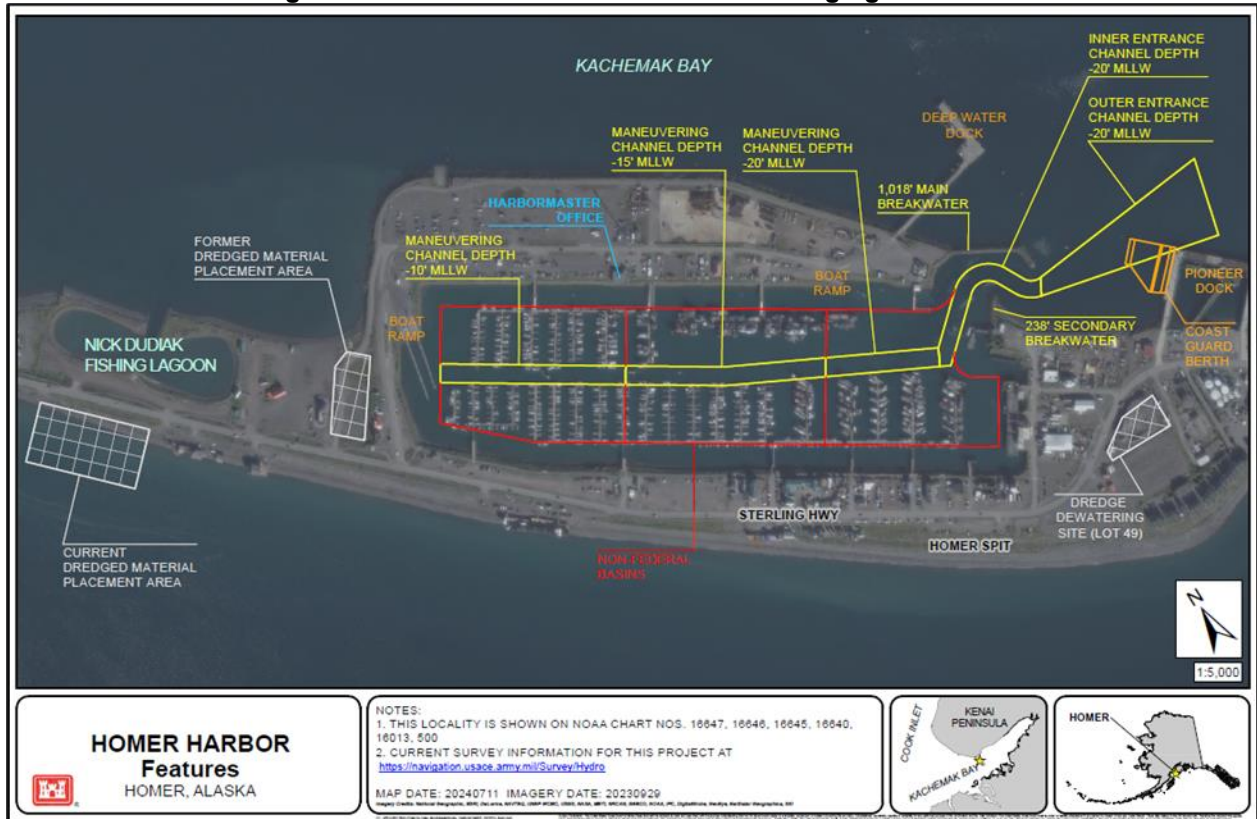 KACHEMAK BAY
INNER ENTRANCE
CHANNEL DEPTH
-20' MLLW
OUTER ENTRANCE
CHANNEL DEPTH
-20' MLLW
DEEP WATER
DOCK
MANEUVERING
CHANNEL DEPTH
-15' MLLW
MANEUVERING
CHANNEL DEPTH
-20' MLLW
1,018' MAIN
BREAKWATER
HARBORMASTER
OFFICE
FORMER
DREDGED MATERIAL
PLACEMENT AREA
MANEUVERING
CHANNEL DEPTH
-10' MLLW
BOAT
RAMP
PIONEER
DOCK
BOAT
RAMP
238' SECONDARY
BREAKWATER
COAST
GUARD
BERTH
NICK DUDIAK
FISHING LAGOON
DREDGE
DEWATERING
SITE (LOT 49)
STERLING HWY
HOMER SPIT
CURRENT
DREDGED MATERIAL
PLACEMENT AREA
NON-FEDERAL
BASINS
N
1:5,000
HOMER HARBOR
Features
HOMER, ALASKA
NOTES:
1. THIS LOCALITY IS SHOWN ON NOAA CHART NOS. 16647, 16646, 16645, 16640,
16013, 500
2. CURRENT SURVEY INFORMATION FOR THIS PROJECT AT
https://navigation.usace.army.mil/Survey/Hydro
MAP DATE: 20240711 IMAGERY DATE: 20230929
COOK INLET
KENAI
PENINSULA
KACHEMAK BAY
HOMER